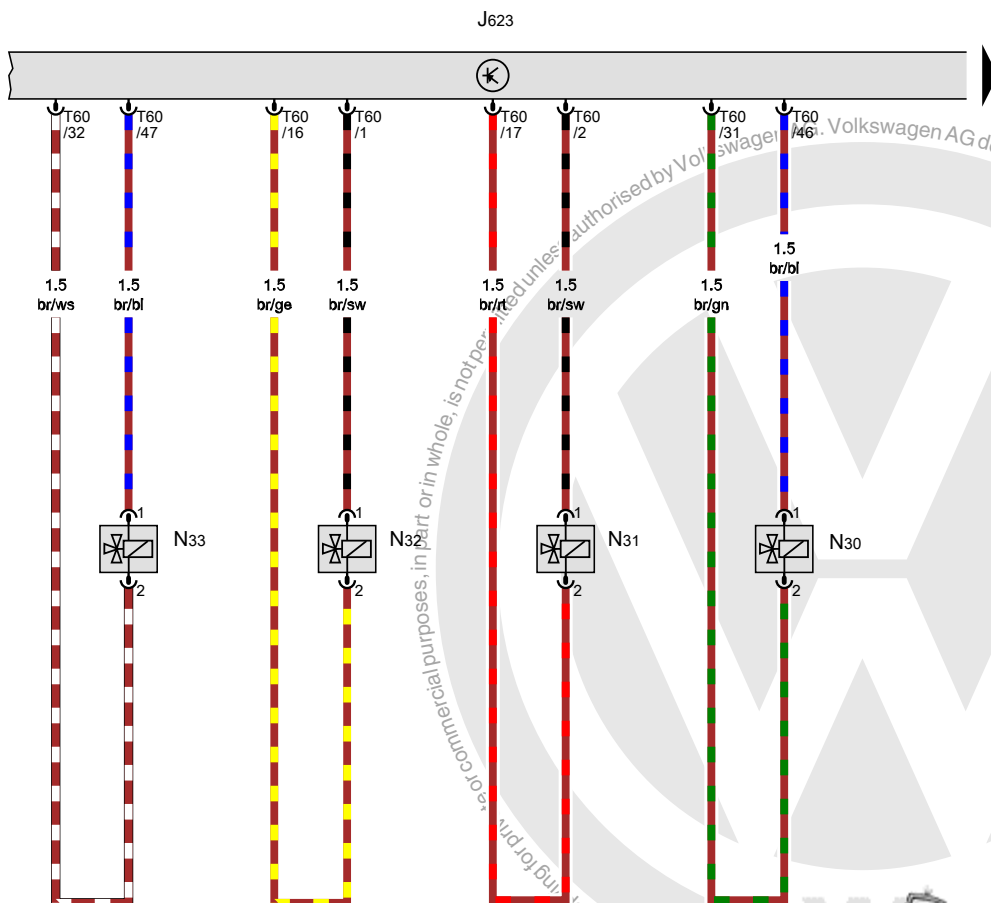 J623
T60
/32
T60
/47
T60
/16
T60
/1
T60
/17
T60
/2
T60
/31
T60
/46
1.5
br/ws
1.5
br/bl
1.5
br/ge
1.5
br/sw
1.5
br/rt
1.5
br/sw
1.5
br/gn
1.5
br/bl
1
N33
2
1
N32
2
1
N31
2
1
N30
2
commercial purposes, in part or in whole, is not authorised by Volkswagen AG. Volkswagen AG